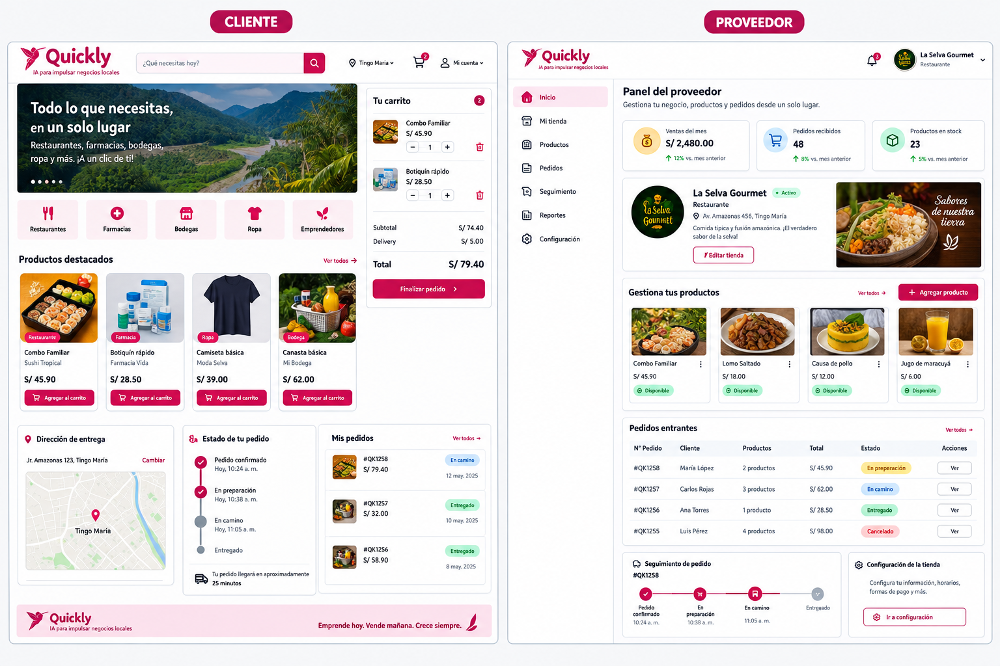 CLIENTE
Quickly
IA para impulsar negocios locales
¿Qué necesitas hoy?
Tingo Maria
2
Mi cuenta
Todo lo que necesitas,
en un solo lugar
Restaurantes, farmacias, bodegas,
ropa y más. ¡A un clic de ti!
Restaurantes
Farmacias
Bodegas
Ropa
Emprendedores
Tu carrito
2
Combo Familiar
S/ 45.90
− 1 +
Botiquín rápido
S/ 28.50
− 1 +
Subtotal S/ 74.40
Delivery S/ 5.00
Total S/ 79.40
Finalizar pedido
Productos destacados
Ver todos →
Restaurante
Combo Familiar
Sushi Tropical
S/ 45.90
Agregar al carrito
Farmacia
Botiquín rápido
Farmacia Vida
S/ 28.50
Agregar al carrito
Ropa
Camiseta básica
Moda Selva
S/ 39.00
Agregar al carrito
Bodega
Canasta básica
Mi Bodega
S/ 62.00
Agregar al carrito
Dirección de entrega
Jr. Amazonas 123, Tingo María Cambiar
Tingo María
Estado de tu pedido
Pedido confirmado
Hoy, 10:24 a. m.
En preparación
Hoy, 10:38 a. m.
En camino
Hoy, 11:05 a. m.
Entregado
Tu pedido llegará en aproximadamente
25 minutos
Mis pedidos
Ver todos →
#QK1258
S/ 79.40
En camino
12 may. 2025
#QK1257
S/ 32.00
Entregado
10 may. 2025
#QK1256
S/ 58.90
Entregado
8 may. 2025
Quickly
IA para impulsar negocios locales
Emprende hoy. Vende mañana. Crece siempre.
PROVEEDOR
Quickly
IA para impulsar negocios locales
2
La Selva Gourmet
Restaurante
Inicio
Mi tienda
Productos
Pedidos
Seguimiento
Reportes
Configuración
Panel del proveedor
Gestiona tu negocio, productos y pedidos desde un solo lugar.
Ventas del mes
S/ 2,480.00
↑ 12% vs. mes anterior
Pedidos recibidos
48
↑ 8% vs. mes anterior
Productos en stock
23
↑ 5% vs. mes anterior
La Selva
Gourmet
La Selva Gourmet
Activo
Restaurante
Av. Amazonas 456, Tingo María
Comida típica y fusión amazónica. ¡El verdadero
sabor de la selva!
Editar tienda
Sabores
de nuestra
tierra
Gestiona tus productos
Ver todos →
+ Agregar producto
Combo Familiar
S/ 45.90
Disponible
Lomo Saltado
S/ 18.00
Disponible
Causa de pollo
S/ 12.00
Disponible
Jugo de maracuyá
S/ 6.00
Disponible
Pedidos entrantes
Ver todos →
N° Pedido Cliente Productos Total Estado Acciones
#QK1258 María López 2 productos S/ 45.90 En preparación Ver
#QK1257 Carlos Rojas 3 productos S/ 62.00 En camino Ver
#QK1256 Ana Torres 1 producto S/ 28.50 Entregado Ver
#QK1255 Luis Pérez 4 productos S/ 98.00 Cancelado Ver
Seguimiento de pedido
#QK1258
Pedido
confirmado
10:24 a. m.
En
preparación
10:38 a. m.
En camino
11:05 a. m.
Entregado
Configuración de la tienda
Configura tu información, horarios,
formas de pago y más.
Ir a configuración